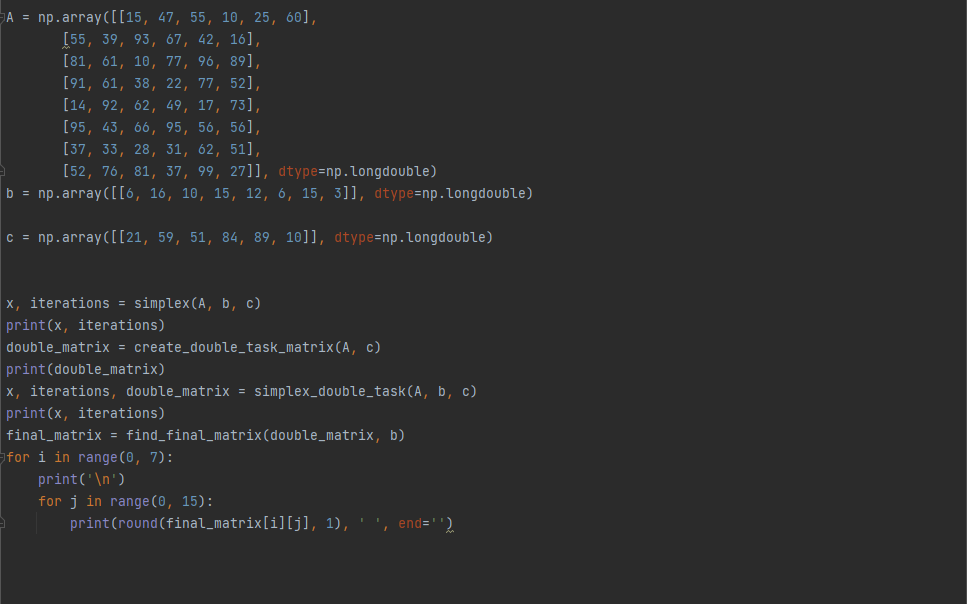 A = np.array([[15, 47, 55, 10, 25, 60],
       [55, 39, 93, 67, 42, 16],
       [81, 61, 10, 77, 96, 89],
       [91, 61, 38, 22, 77, 52],
       [14, 92, 62, 49, 17, 73],
       [95, 43, 66, 95, 56, 56],
       [37, 33, 28, 31, 62, 51],
       [52, 76, 81, 37, 99, 27]], dtype=np.longdouble)
b = np.array([[6, 16, 10, 15, 12, 6, 15, 3]], dtype=np.longdouble)
c = np.array([[21, 59, 51, 84, 89, 10]], dtype=np.longdouble)
x, iterations = simplex(A, b, c)
print(x, iterations)
double_matrix = create_double_task_matrix(A, c)
print(double_matrix)
x, iterations, double_matrix = simplex_double_task(A, b, c)
print(x, iterations)
final_matrix = find_final_matrix(double_matrix, b)
for i in range(0, 7):
    print('\n')
    for j in range(0, 15):
        print(round(final_matrix[i][j], 1), ' ', end='')